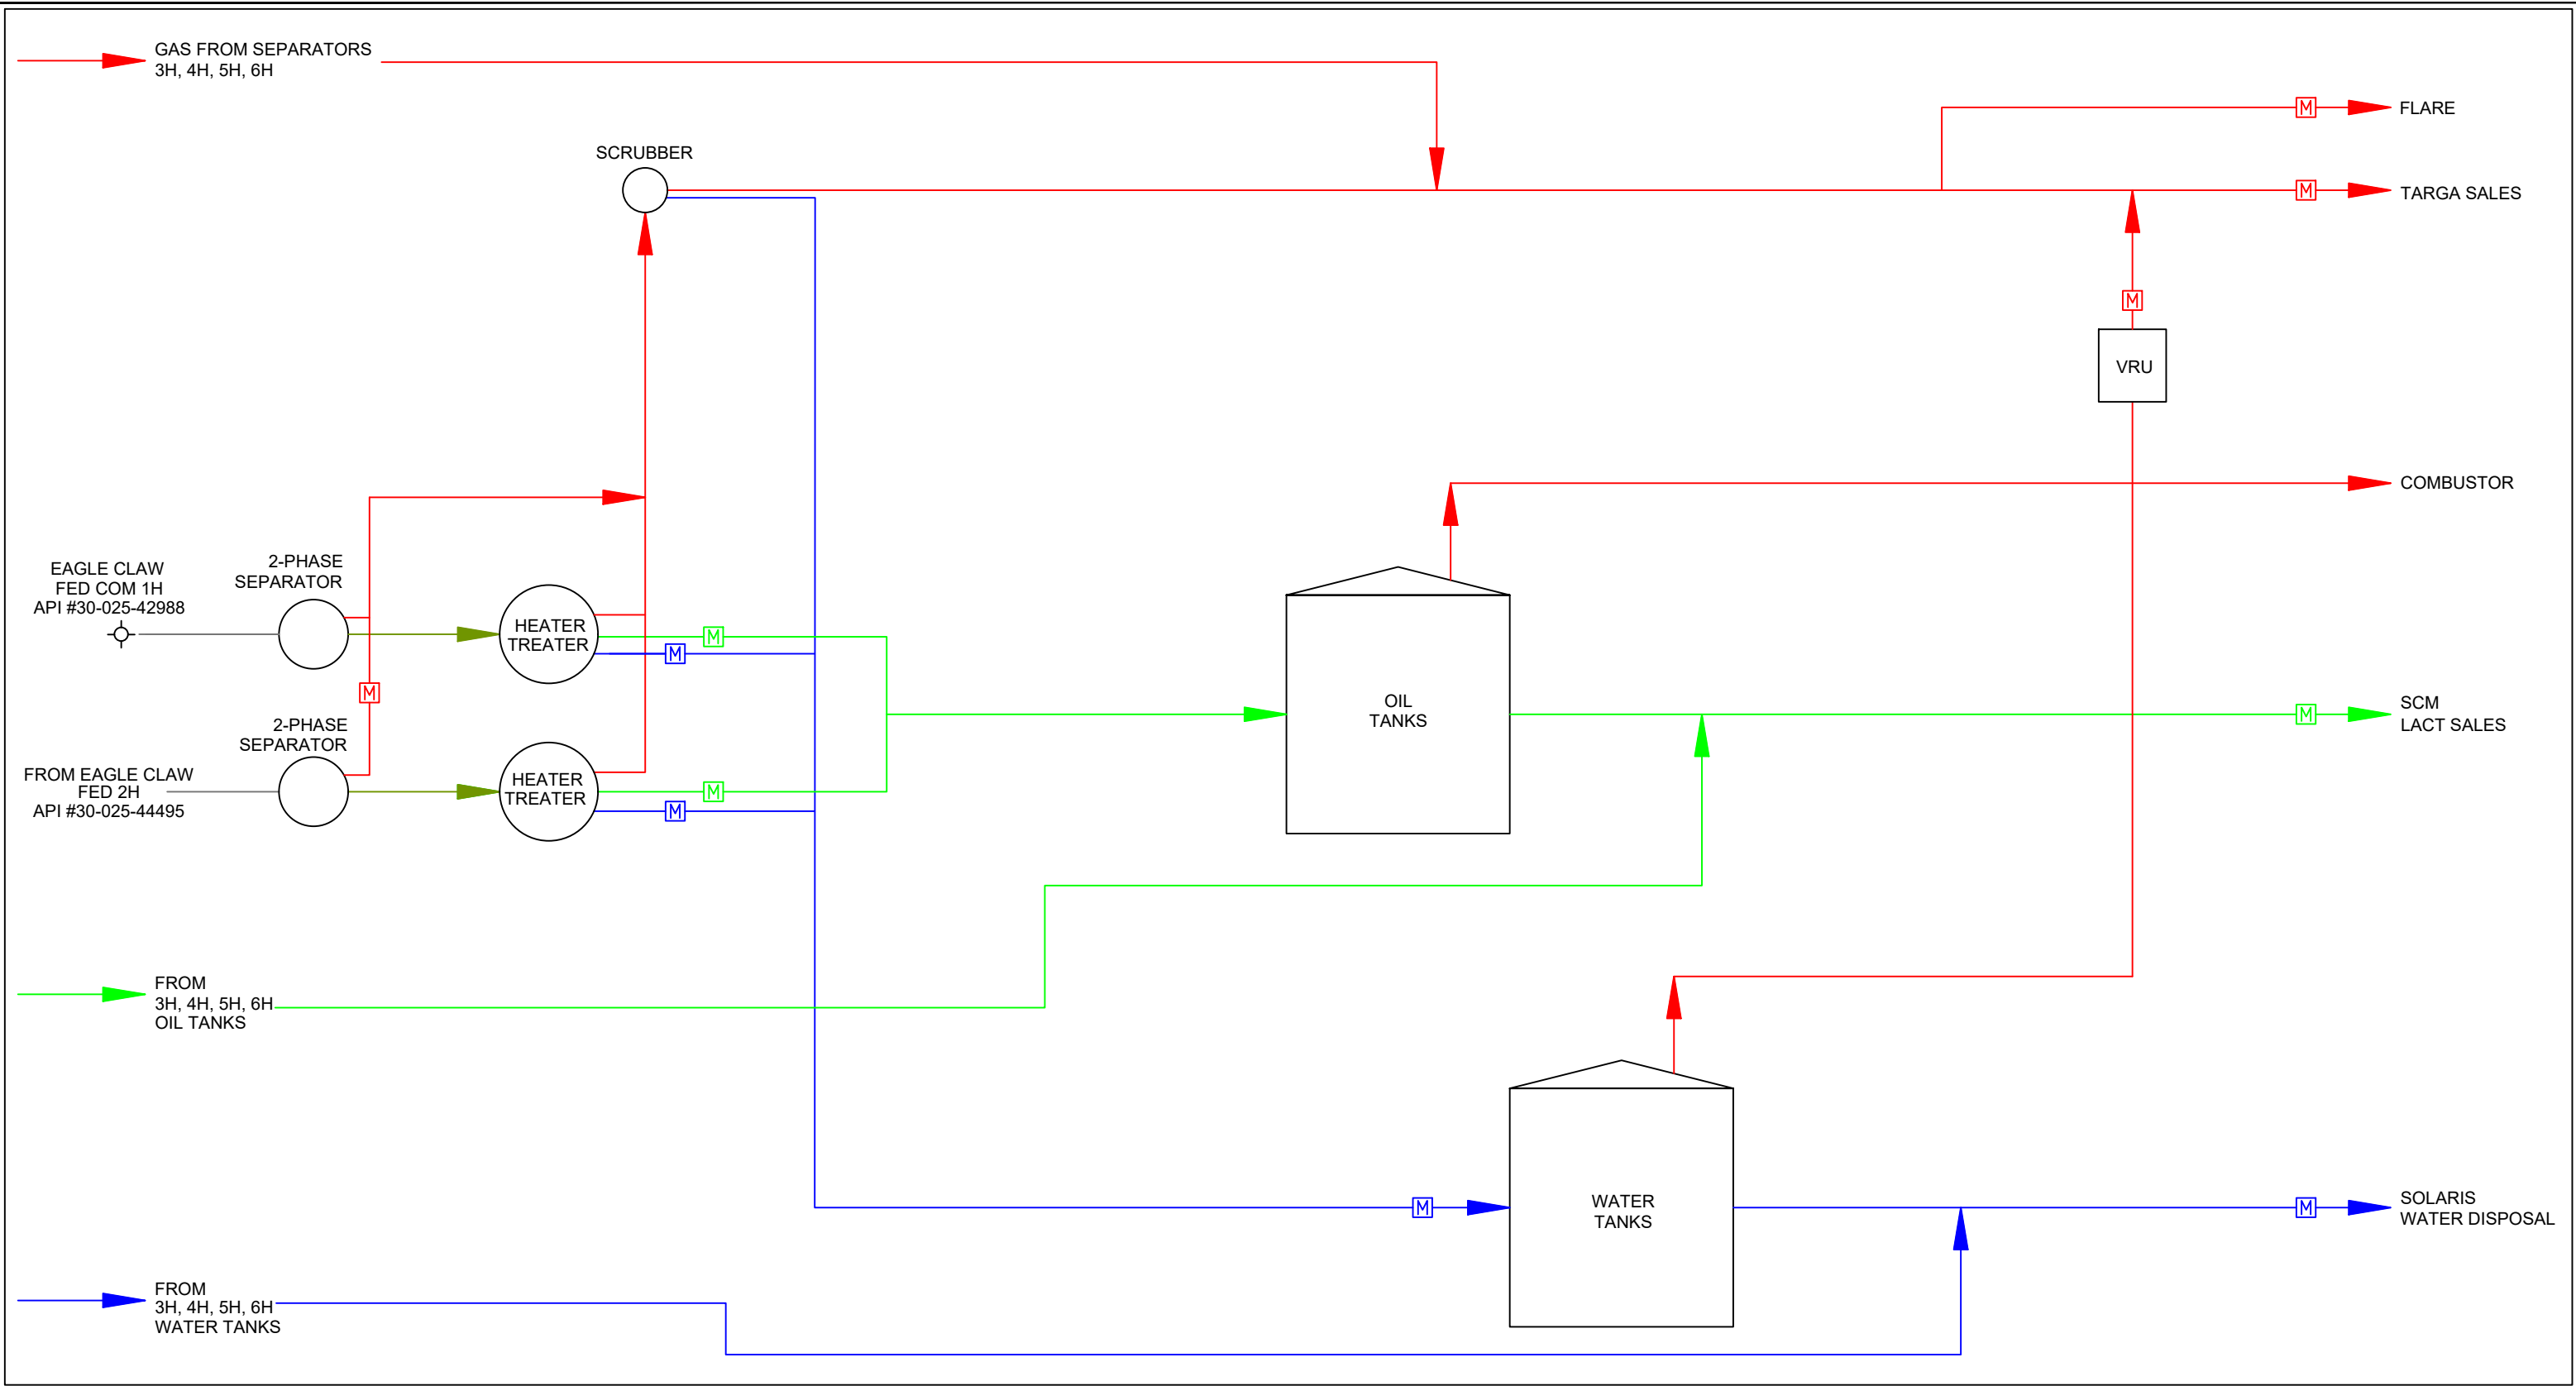 GAS FROM SEPARATORS
3H, 4H, 5H, 6H
FLARE
SCRUBBER
M
TARGA SALES
M
M
VRU
COMBUSTOR
EAGLE CLAW
FED COM 1H
API #30-025-42988
2-PHASE
SEPARATOR
HEATER
TREATER
M
M
M
2-PHASE
SEPARATOR
FROM EAGLE CLAW
FED 2H
API #30-025-44495
HEATER
TREATER
M
M
OIL
TANKS
M
SCM
LACT SALES
FROM
3H, 4H, 5H, 6H
OIL TANKS
M
WATER
TANKS
M
SOLARIS
WATER DISPOSAL
FROM
3H, 4H, 5H, 6H
WATER TANKS